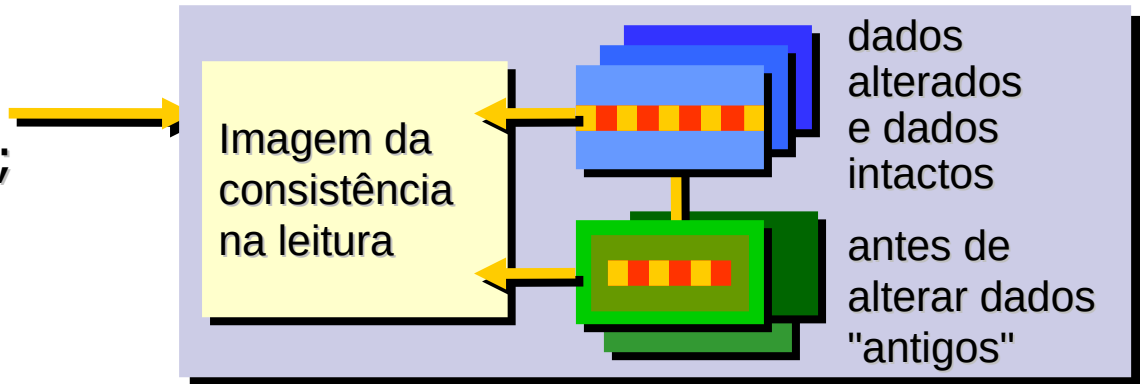 ;
Imagem da
consistência
na leitura
dados
alterados
e dados
intactos
antes de
alterar dados
"antigos"